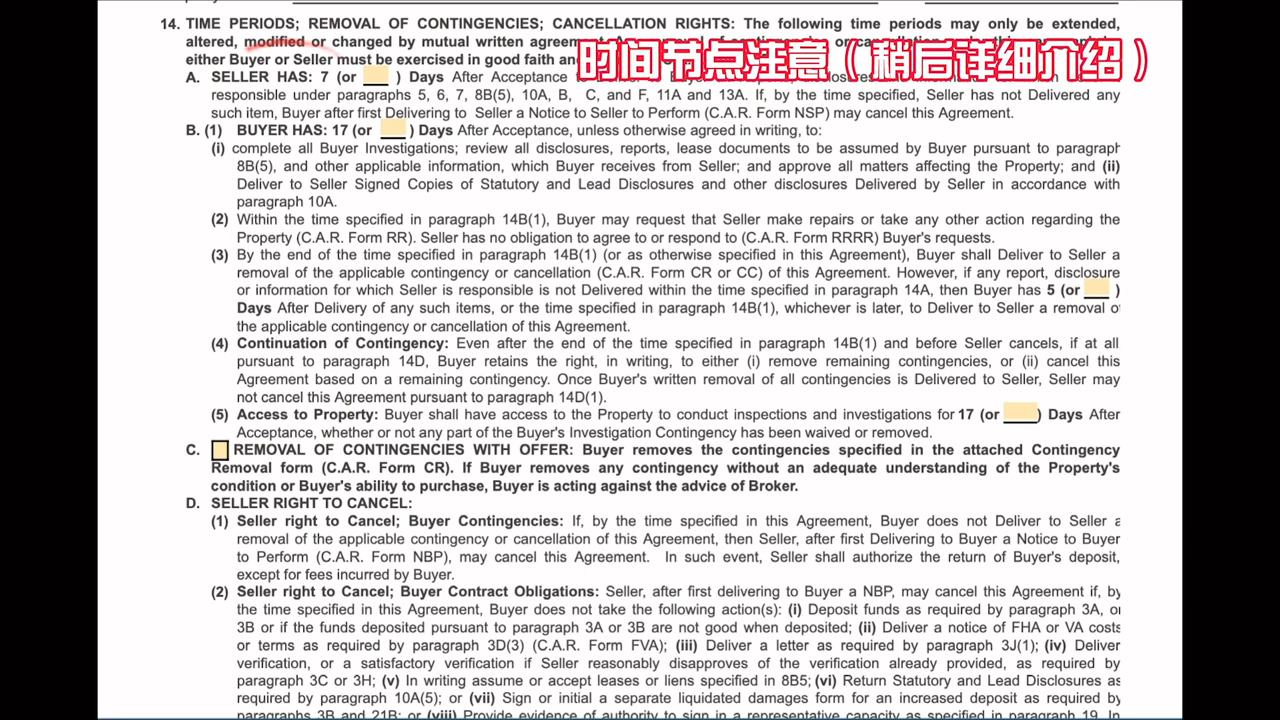 14. TIME PERIODS; REMOVAL OF CONTINGENCIES; CANCELLATION RIGHTS: The following time periods may only be extended,
altered, modified or changed by mutual written agreement.
either Buyer or Seller must be exercised in good faith and
时间节点注意（稍后详细介绍）
A. SELLER HAS: 7 (or ) Days After Acceptance
responsible under paragraphs 5, 6, 7, 8B(5), 10A, B, C, and F, 11A and 13A. If, by the time specified, Seller has not Delivered any
such item, Buyer after first Delivering to Seller a Notice to Seller to Perform (C.A.R. Form NSP) may cancel this Agreement.
B. (1) BUYER HAS: 17 (or ) Days After Acceptance, unless otherwise agreed in writing, to:
(i) complete all Buyer Investigations; review all disclosures, reports, lease documents to be assumed by Buyer pursuant to paragraph
8B(5), and other applicable information, which Buyer receives from Seller; and approve all matters affecting the Property; and (ii)
Deliver to Seller Signed Copies of Statutory and Lead Disclosures and other disclosures Delivered by Seller in accordance with
paragraph 10A.
(2) Within the time specified in paragraph 14B(1), Buyer may request that Seller make repairs or take any other action regarding the
Property (C.A.R. Form RR). Seller has no obligation to agree to or respond to (C.A.R. Form RRRR) Buyer's requests.
(3) By the end of the time specified in paragraph 14B(1) (or as otherwise specified in this Agreement), Buyer shall Deliver to Seller a
removal of the applicable contingency or cancellation (C.A.R. Form CR or CC) of this Agreement. However, if any report, disclosure
or information for which Seller is responsible is not Delivered within the time specified in paragraph 14A, then Buyer has 5 (or )
Days After Delivery of any such items, or the time specified in paragraph 14B(1), whichever is later, to Deliver to Seller a removal of
the applicable contingency or cancellation of this Agreement.
(4) Continuation of Contingency: Even after the end of the time specified in paragraph 14B(1) and before Seller cancels, if at all
pursuant to paragraph 14D, Buyer retains the right, in writing, to either (i) remove remaining contingencies, or (ii) cancel this
Agreement based on a remaining contingency. Once Buyer's written removal of all contingencies is Delivered to Seller, Seller may
not cancel this Agreement pursuant to paragraph 14D(1).
(5) Access to Property: Buyer shall have access to the Property to conduct inspections and investigations for 17 (or ) Days After
Acceptance, whether or not any part of the Buyer's Investigation Contingency has been waived or removed.
C. REMOVAL OF CONTINGENCIES WITH OFFER: Buyer removes the contingencies specified in the attached Contingency
Removal form (C.A.R. Form CR). If Buyer removes any contingency without an adequate understanding of the Property's
condition or Buyer's ability to purchase, Buyer is acting against the advice of Broker.
D. SELLER RIGHT TO CANCEL:
(1) Seller right to Cancel; Buyer Contingencies: If, by the time specified in this Agreement, Buyer does not Deliver to Seller a
removal of the applicable contingency or cancellation of this Agreement, then Seller, after first Delivering to Buyer a Notice to Buyer
to Perform (C.A.R. Form NBP), may cancel this Agreement. In such event, Seller shall authorize the return of Buyer's deposit,
except for fees incurred by Buyer.
(2) Seller right to Cancel; Buyer Contract Obligations: Seller, after first delivering to Buyer a NBP, may cancel this Agreement if, by
the time specified in this Agreement, Buyer does not take the following action(s): (i) Deposit funds as required by paragraph 3A, or
3B or if the funds deposited pursuant to paragraph 3A or 3B are not good when deposited; (ii) Deliver a notice of FHA or VA costs
or terms as required by paragraph 3D(3) (C.A.R. Form FVA); (iii) Deliver a letter as required by paragraph 3J(1); (iv) Deliver
verification, or a satisfactory verification if Seller reasonably disapproves of the verification already provided, as required by
paragraph 3C or 3H; (v) In writing assume or accept leases or liens specified in 8B5; (vi) Return Statutory and Lead Disclosures as
required by paragraph 10A(5); or (vii) Sign or initial a separate liquidated damages form for an increased deposit as required by
paragraphs 3B and 21B; or (viii) Provide evidence of authority to sign in a representative capacity as specified in paragraph 19. In